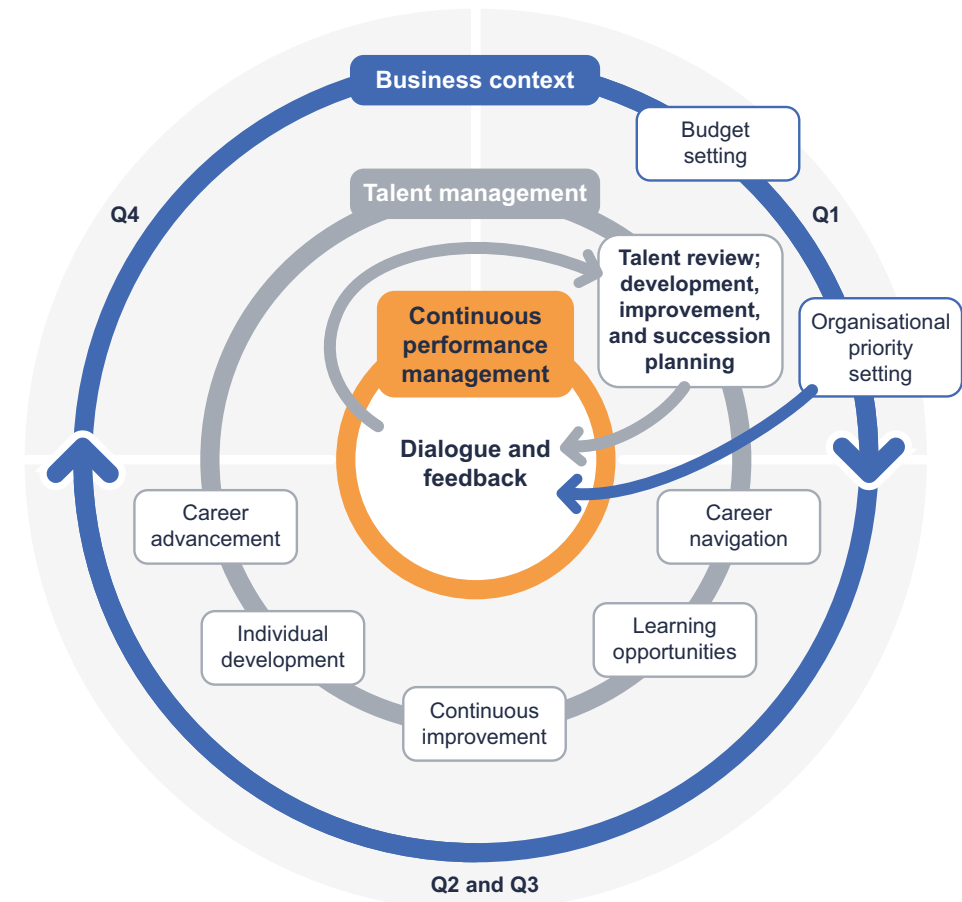 Business context
Budget
setting
Talent management
Q4
Q1
Talent review;
development,
improvement,
and succession
planning
Continuous
performance
management
Organisational
priority
setting
Dialogue and
feedback
Career
advancement
Career
navigation
Individual
development
Learning
opportunities
Continuous
improvement
Q2 and Q3